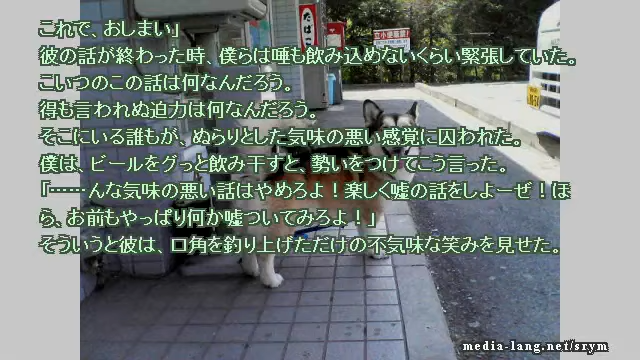 これで、おしまい」
彼の話が終わった時、僕らは唾も飲み込めないくらい緊張していた。
こいつのこの話は何なんだろう。
得も言われぬ迫力は何なんだろう。
そこにいる誰もが、ぬらりとした気味の悪い感覚に囚われた。
僕は、ビールをグっと飲み干すと、勢いをつけてこう言った。
「……んな気味の悪い話はやめろよ！楽しく嘘の話をしよーぜ！ほ
ら、お前もやっぱり何か嘘ついてみろよ！」
そういうと彼は、口角を釣り上げただけの不気味な笑みを見せた。
たばこ
立小便厳禁
media-lang.net/srym